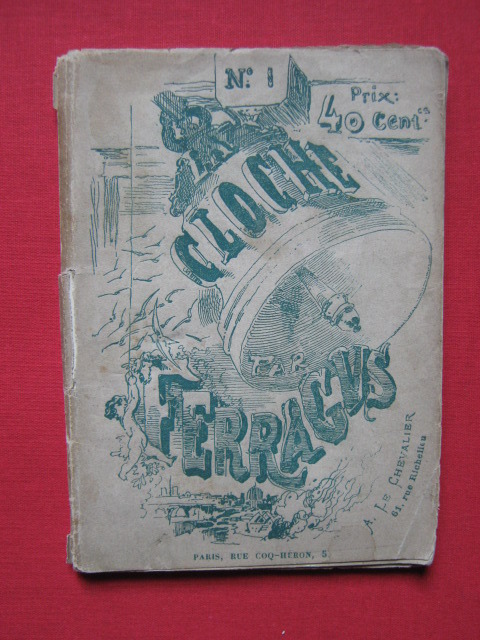 N.º 1
Prix:
40 Cent.es
LA
CLOCHE
PAR
FERRAGUS
A. LE CHEVALIER
61, rue Richelieu
PARIS, RUE COQ-HÉRON, 5